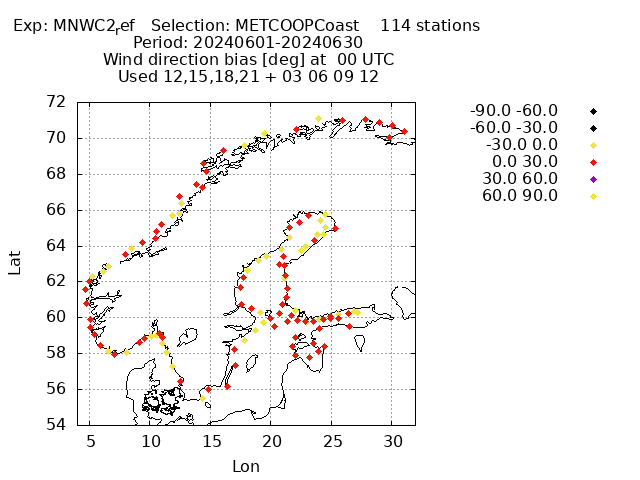 Exp: MNWC2ref   Selection: METCOOPCoast    114 stations
Period: 20240601-20240630
Wind direction bias [deg] at  00 UTC
Used 12,15,18,21 + 03 06 09 12
-90.0 -60.0
-60.0 -30.0
-30.0 0.0
0.0 30.0
30.0 60.0
60.0 90.0
72
70
68
66
64
62
60
58
56
54
Lat
5 10 15 20 25 30
Lon